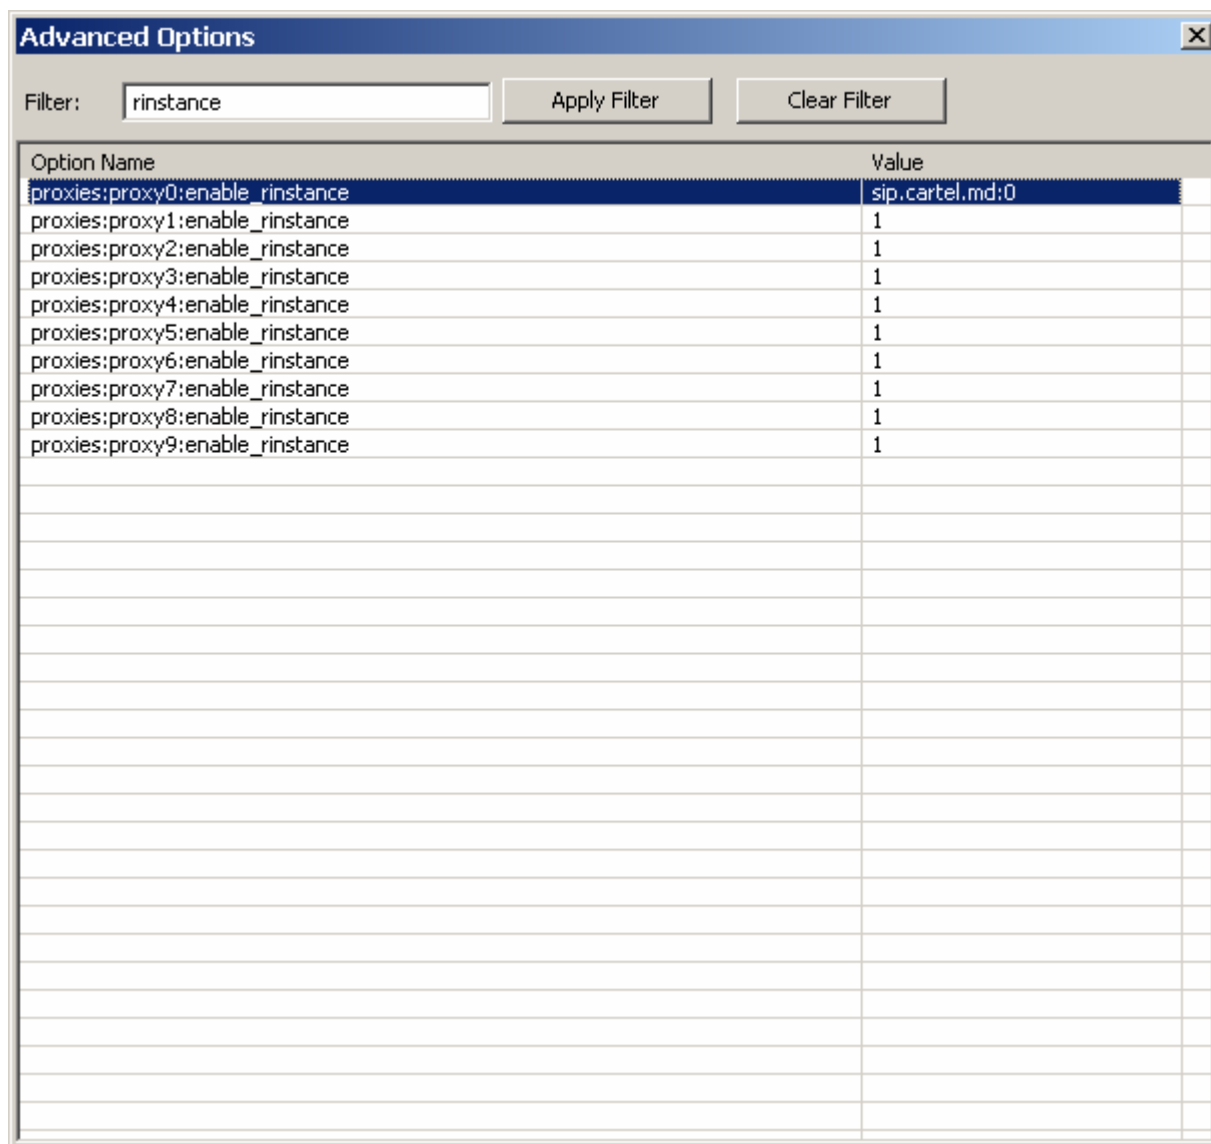 Advanced Options
Filter: rinstance Apply Filter Clear Filter
Option Name Value
proxies:proxy0:enable_rinstance sip.cartel.md:0
proxies:proxy1:enable_rinstance 1
proxies:proxy2:enable_rinstance 1
proxies:proxy3:enable_rinstance 1
proxies:proxy4:enable_rinstance 1
proxies:proxy5:enable_rinstance 1
proxies:proxy6:enable_rinstance 1
proxies:proxy7:enable_rinstance 1
proxies:proxy8:enable_rinstance 1
proxies:proxy9:enable_rinstance 1